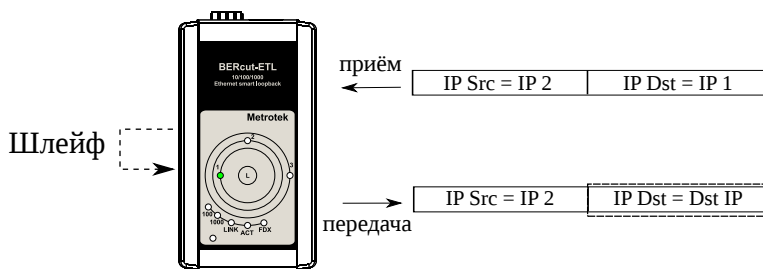 BERcut-ETL
10/100/1000
Ethernet smart loopback
Metrotek
2
1
3
L
100
1000
LINK
ACT
FDX
Шлейф
приём
IP Src = IP 2
IP Dst = IP 1
передача
IP Src = IP 2
IP Dst = Dst IP